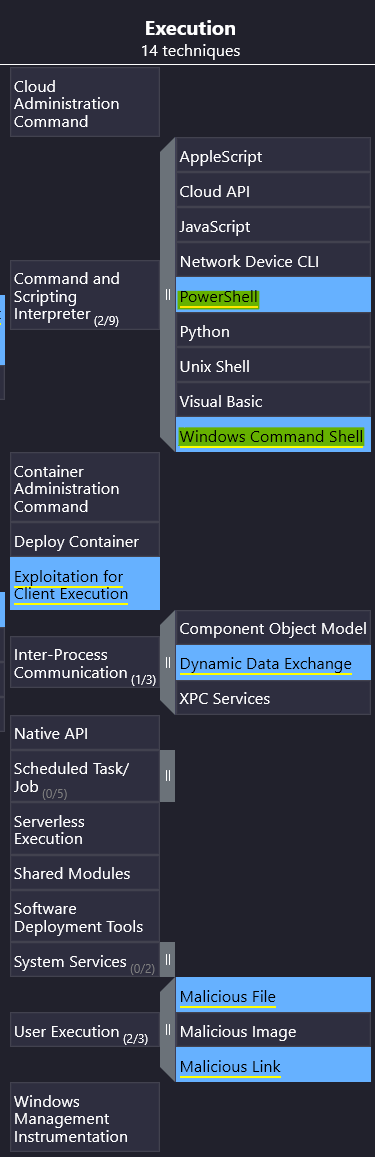 Execution
14 techniques
Cloud
Administration
Command
Command and
Scripting
Interpreter (2/9)
AppleScript
Cloud API
JavaScript
Network Device CLI
PowerShell
Python
Unix Shell
Visual Basic
Windows Command Shell
Container
Administration
Command
Deploy Container
Exploitation for
Client Execution
Inter-Process
Communication (1/3)
Component Object Model
Dynamic Data Exchange
XPC Services
Native API
Scheduled Task/
Job (0/5)
Serverless
Execution
Shared Modules
Software
Deployment Tools
System Services (0/2)
User Execution (2/3)
Malicious File
Malicious Image
Malicious Link
Windows
Management
Instrumentation